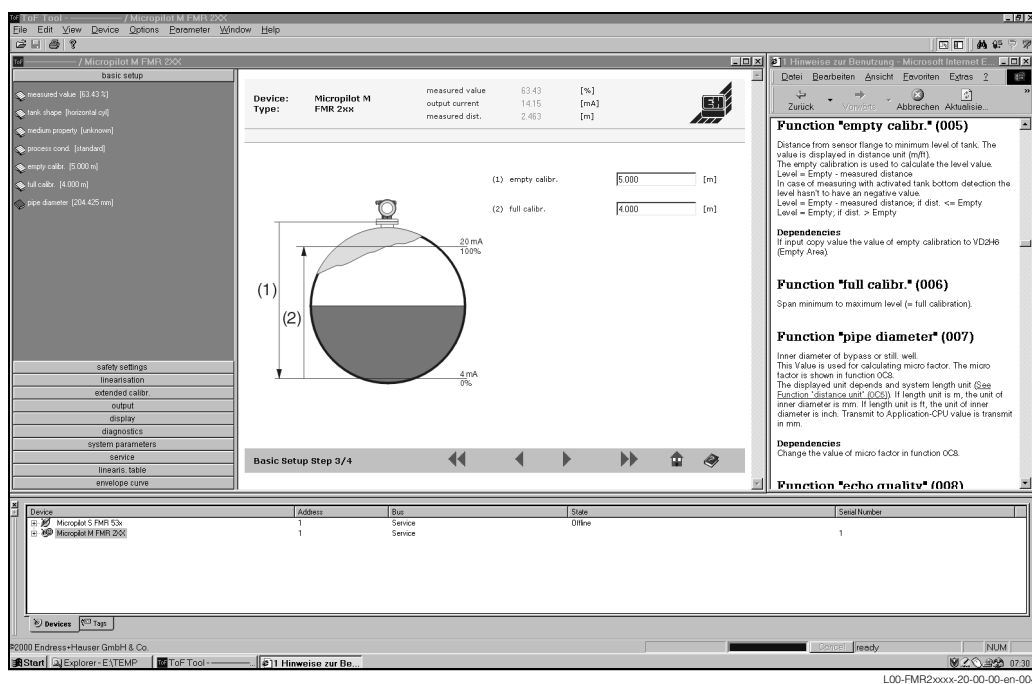 ToF Tool - ———— / Micropilot M FMR 2XX
File Edit View Device Options Parameter Window Help
———— / Micropilot M FMR 2XX
basic setup
measured value [63.43 %]
tank shape [horizontal cyl]
medium property [unknown]
process cond. [standard]
empty calibr. [5.000 m]
full calibr. [4.000 m]
pipe diameter [204.425 mm]
safety settings
linearisation
extended calibr.
output
display
diagnostics
system parameters
service
linearis. table
envelope curve
Device: Micropilot M
Type: FMR 2xx
measured value 63.43 [%]
output current 14.15 [mA]
measured dist. 2.463 [m]
EH
(1) empty calibr. 5.000 [m]
(2) full calibr. 4.000 [m]
20 mA
100%
(1)
(2)
4 mA
0%
Basic Setup Step 3/4
1 Hinweise zur Benutzung - Microsoft Internet E...
Datei Bearbeiten Ansicht Favoriten Extras ?
Zurück Vorwärts Abbrechen Aktualisie...
Function "empty calibr." (005)
Distance from sensor flange to minimum level of tank. The
value is displayed in distance unit (m/ft).
The empty calibration is used to calculate the level value.
Level = Empty - measured distance
In case of measuring with activated tank bottom detection the
level hasn't to have an negative value.
Level = Empty - measured distance; if dist. <= Empty
Level = Empty; if dist. > Empty
Dependencies
If input copy value the value of empty calibration to VD2H6
(Empty Area).
Function "full calibr." (006)
Span minimum to maximum level (= full calibration).
Function "pipe diameter" (007)
Inner diameter of bypass or still. well.
This Value is used for calculating micro factor. The micro
factor is shown in function 0C8.
The displayed unit depends and system length unit (See
Function "distance unit" (0C5)). If length unit is m, the unit of
inner diameter is mm. If length unit is ft, the unit of inner
diameter is inch. Transmit to Application-CPU value is transmit
in mm.
Dependencies
Change the value of micro factor in function 0C8.
Function "echo quality" (008)
Device Address Bus State Serial Number
Micropilot S FMR 53x 1 Service Offline
Micropilot M FMR 2XX 1 Service 1
Devices Tags
©2000 Endress+Hauser GmbH & Co.
Cancel ready NUM
Start Explorer - E:\TEMP ToF Tool - ————... 1 Hinweise zur Be... 07:30
L00-FMR2xxxx-20-00-00-en-00